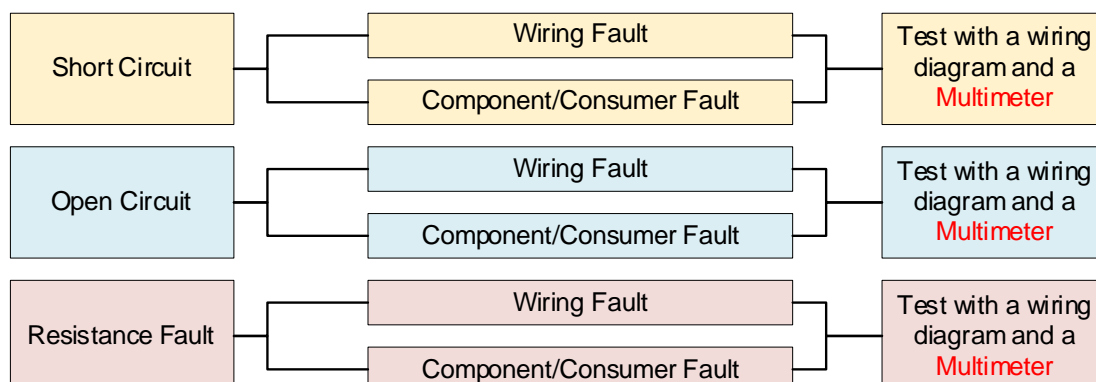 Short Circuit
Wiring Fault
Component/Consumer Fault
Test with a wiring
diagram and a
Multimeter
Open Circuit
Wiring Fault
Component/Consumer Fault
Test with a wiring
diagram and a
Multimeter
Resistance Fault
Wiring Fault
Component/Consumer Fault
Test with a wiring
diagram and a
Multimeter